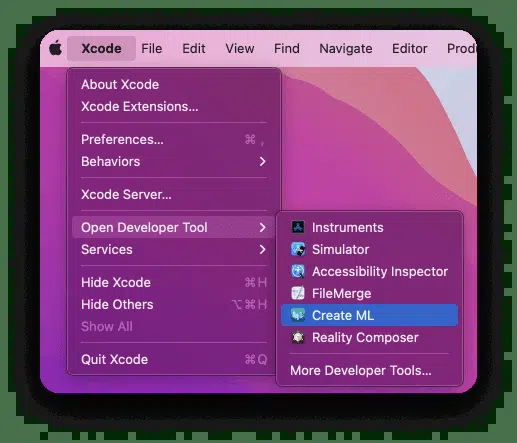 Xcode File Edit View Find Navigate Editor Produ
About Xcode
Xcode Extensions...
Preferences... ⌘ ,
Behaviors
Xcode Server...
Open Developer Tool
Services
Hide Xcode ⌘H
Hide Others ⌥⌘H
Show All
Quit Xcode ⌘Q
Instruments
Simulator
Accessibility Inspector
FileMerge
Create ML
Reality Composer
More Developer Tools...